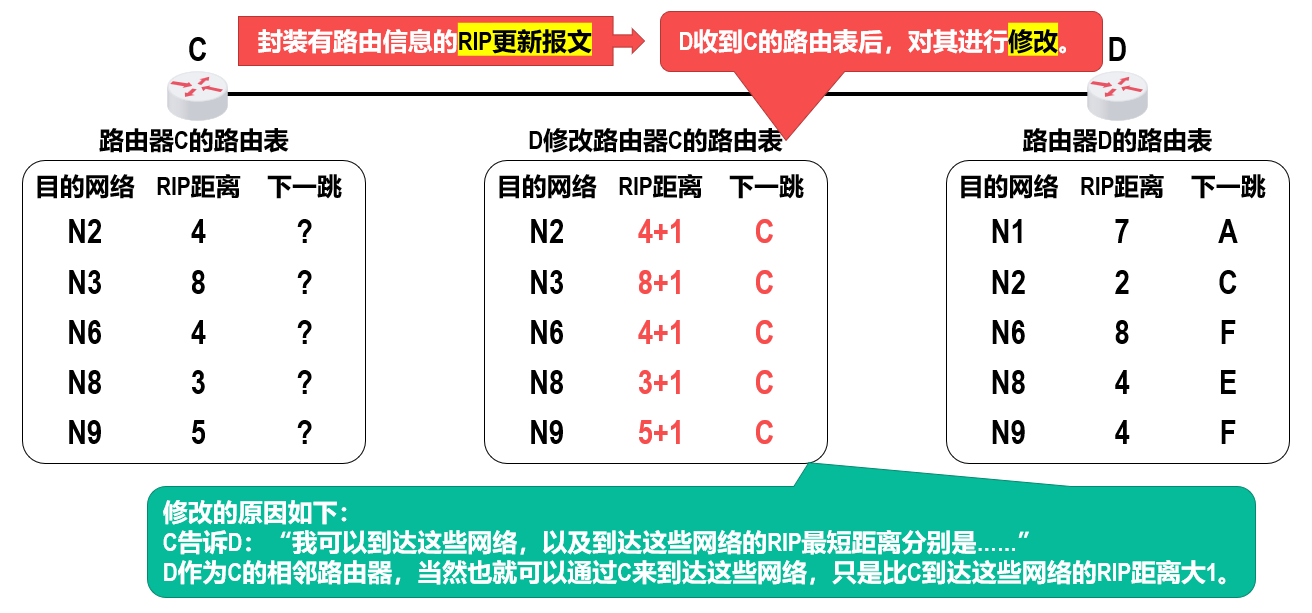 C
封装有路由信息的RIP更新报文
D收到C的路由表后，对其进行修改。
D
路由器C的路由表
目的网络 RIP距离 下一跳
N2 4 ?
N3 8 ?
N6 4 ?
N8 3 ?
N9 5 ?
D修改路由器C的路由表
目的网络 RIP距离 下一跳
N2 4+1 C
N3 8+1 C
N6 4+1 C
N8 3+1 C
N9 5+1 C
路由器D的路由表
目的网络 RIP距离 下一跳
N1 7 A
N2 2 C
N6 8 F
N8 4 E
N9 4 F
修改的原因如下：
C告诉D：“我可以到达这些网络，以及到达这些网络的RIP最短距离分别是……”
D作为C的相邻路由器，当然也就可以通过C来到达这些网络，只是比C到达这些网络的RIP距离大1。